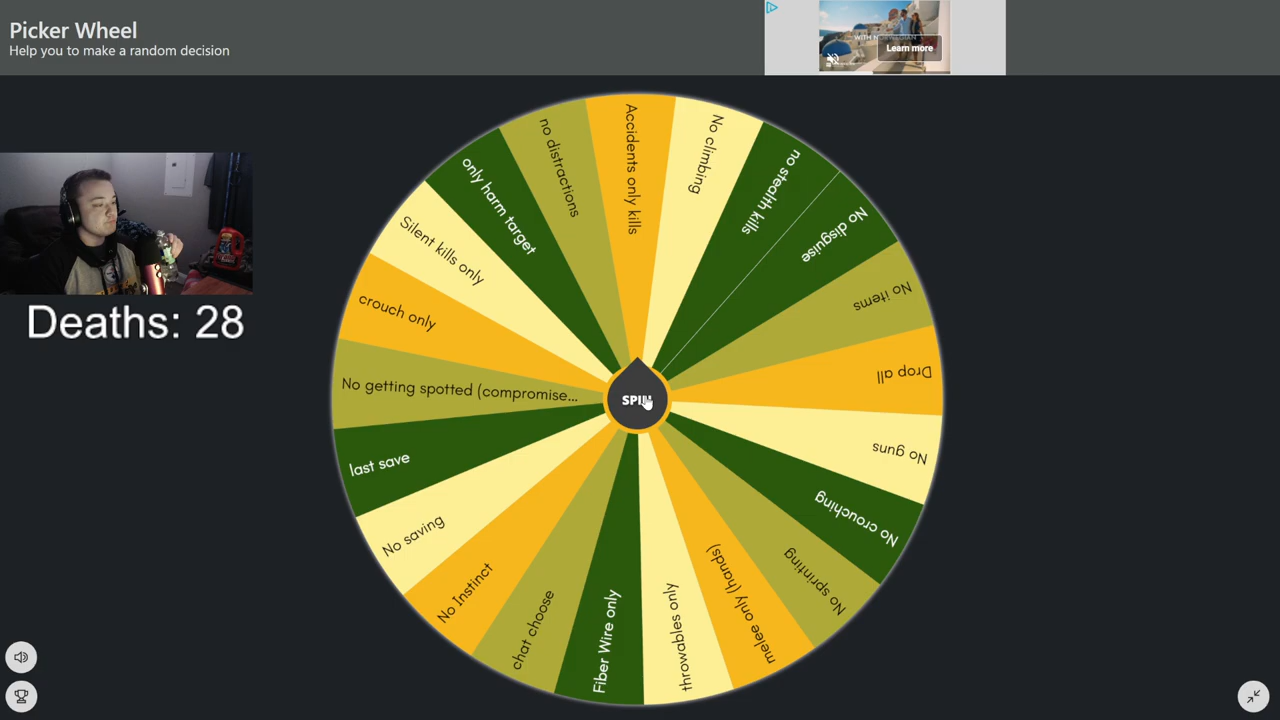 Picker Wheel
Help you to make a random decision
WITH NORWEGIAN
Learn more
Deaths: 28
Accidents only kills
No climbing
no stealth kills
No disguise
No items
Drop all
No guns
No crouching
No sprinting
melee only (hands)
throwables only
Fiber Wire only
chat choose
No Instinct
No saving
last save
No getting spotted (compromise...
crouch only
Silent kills only
only harm target
no distractions
SPIN